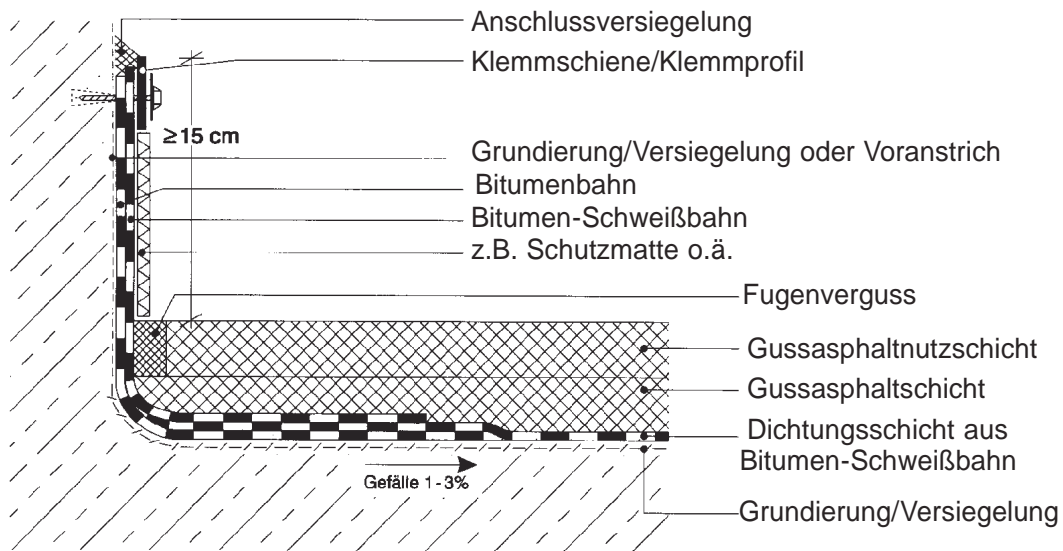 Anschlussversiegelung
Klemmschiene/Klemmprofil
≥15 cm
Grundierung/Versiegelung oder Voranstrich
Bitumenbahn
Bitumen-Schweißbahn
z.B. Schutzmatte o.ä.
Fugenverguss
Gussasphaltnutzschicht
Gussasphaltschicht
Dichtungsschicht aus
Bitumen-Schweißbahn
Gefälle 1-3%
Grundierung/Versiegelung